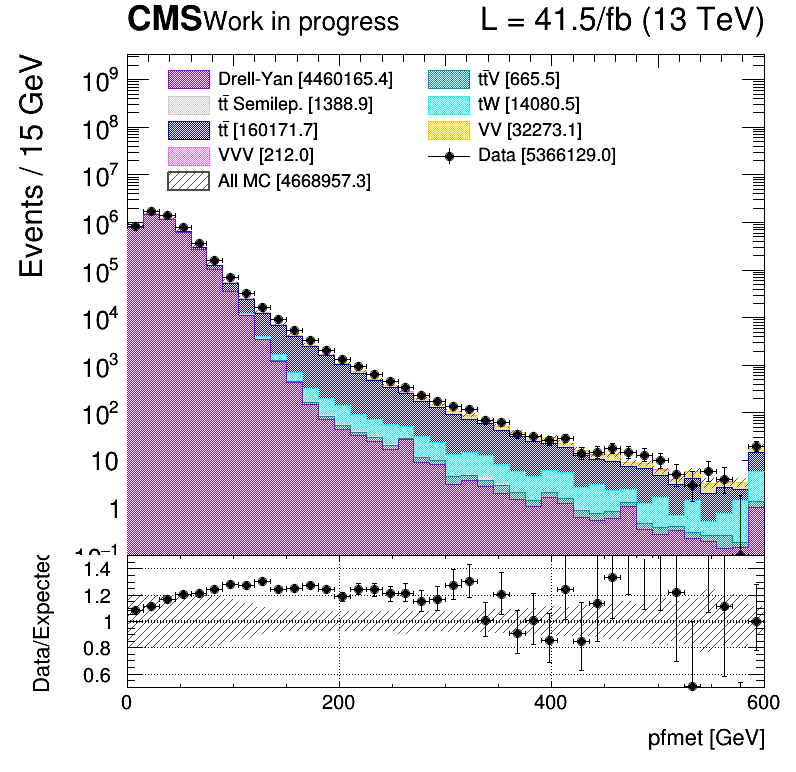 CMS Work in progress L = 41.5/fb (13 TeV)
Events / 15 GeV
Drell-Yan [4460165.4]
tt̄ Semilep. [1388.9]
tt̄ [160171.7]
VVV [212.0]
All MC [4668957.3]
tt̄V [665.5]
tW [14080.5]
VV [32273.1]
Data [5366129.0]
10⁹
10⁸
10⁷
10⁶
10⁵
10⁴
10³
10²
10
1
10⁻¹
Data/Expected
1.4
1.2
1
0.8
0.6
0 200 400 600
pfmet [GeV]